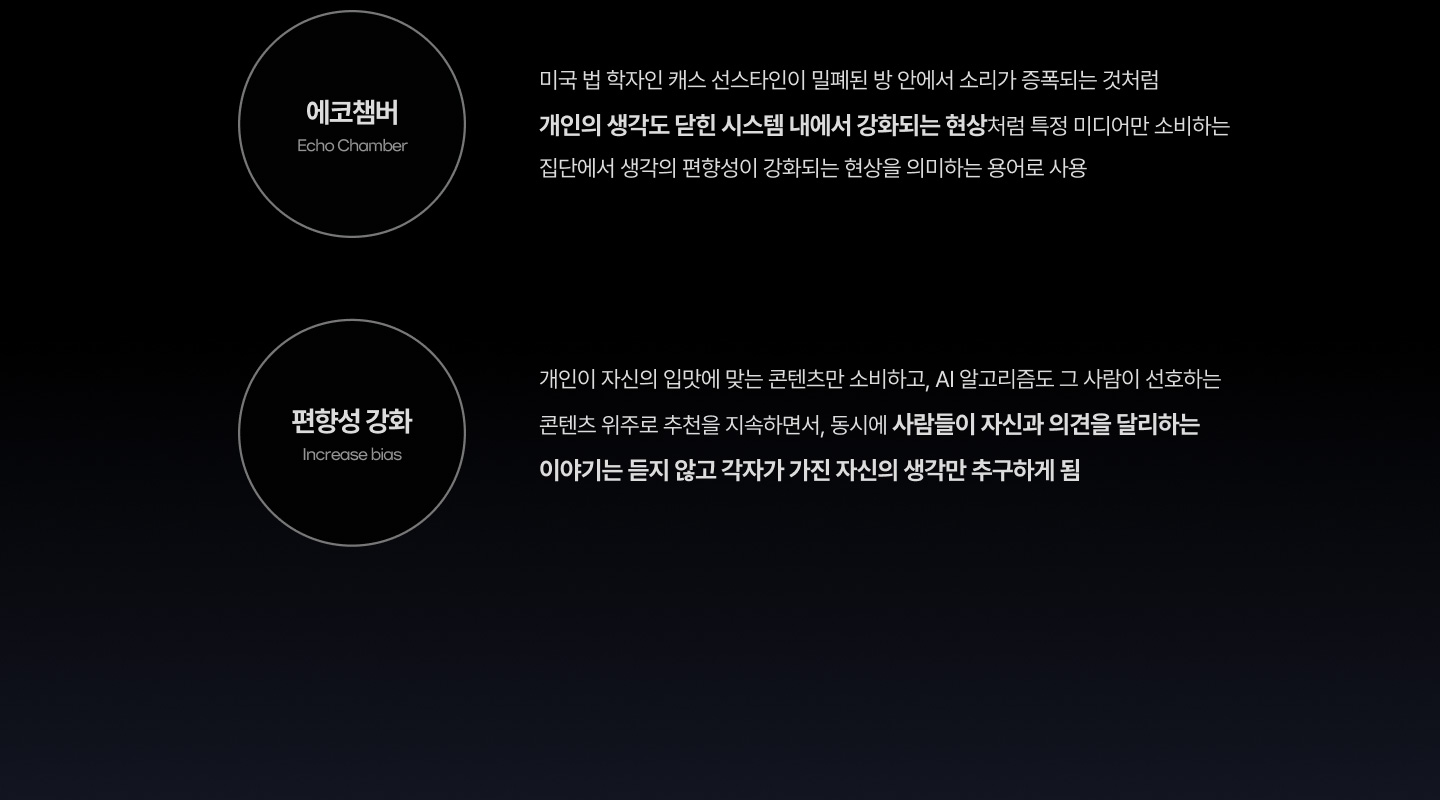 에코챔버
Echo Chamber
미국 법 학자인 캐스 선스타인이 밀폐된 방 안에서 소리가 증폭되는 것처럼
개인의 생각도 닫힌 시스템 내에서 강화되는 현상처럼 특정 미디어만 소비하는
집단에서 생각의 편향성이 강화되는 현상을 의미하는 용어로 사용
편향성 강화
Increase bias
개인이 자신의 입맛에 맞는 콘텐츠만 소비하고, AI 알고리즘도 그 사람이 선호하는
콘텐츠 위주로 추천을 지속하면서, 동시에 사람들이 자신과 의견을 달리하는
이야기는 듣지 않고 각자가 가진 자신의 생각만 추구하게 됨